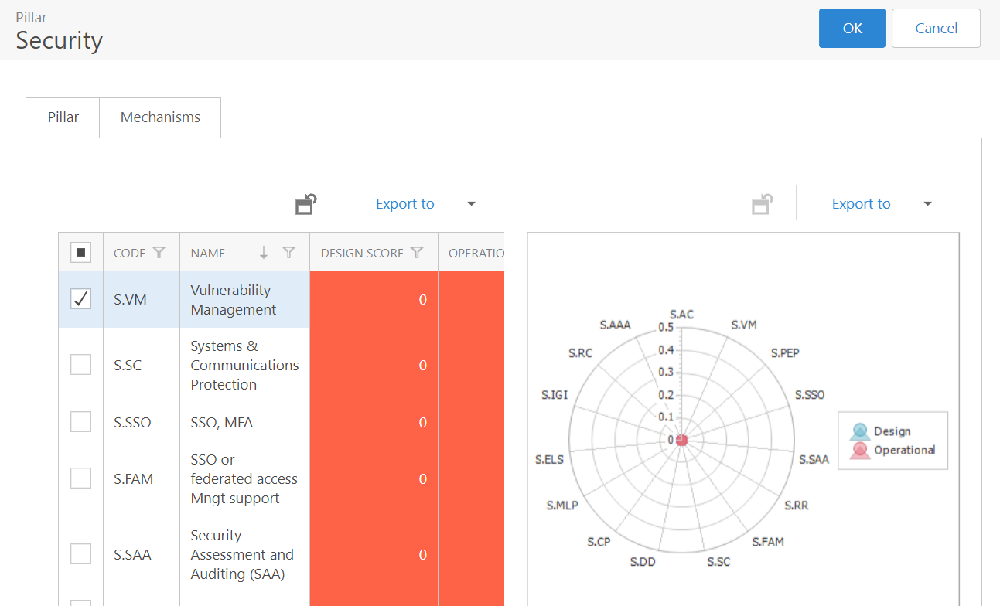 Pillar
Security
OK
Cancel
Pillar
Mechanisms
Export to
Export to
CODE
NAME
DESIGN SCORE
OPERATIO
S.VM
Vulnerability
Management
0
S.SC
Systems &
Communications
Protection
0
S.SSO
SSO, MFA
0
S.FAM
SSO or
federated access
Mngt support
0
S.SAA
Security
Assessment and
Auditing (SAA)
0
S.AC
S.VM
S.PEP
S.SSO
S.SAA
S.RR
S.FAM
S.SC
S.DD
S.CP
S.MLP
S.ELS
S.IGI
S.RC
S.AAA
0.5
0.4
0.3
0.2
0.1
0
Design
Operational